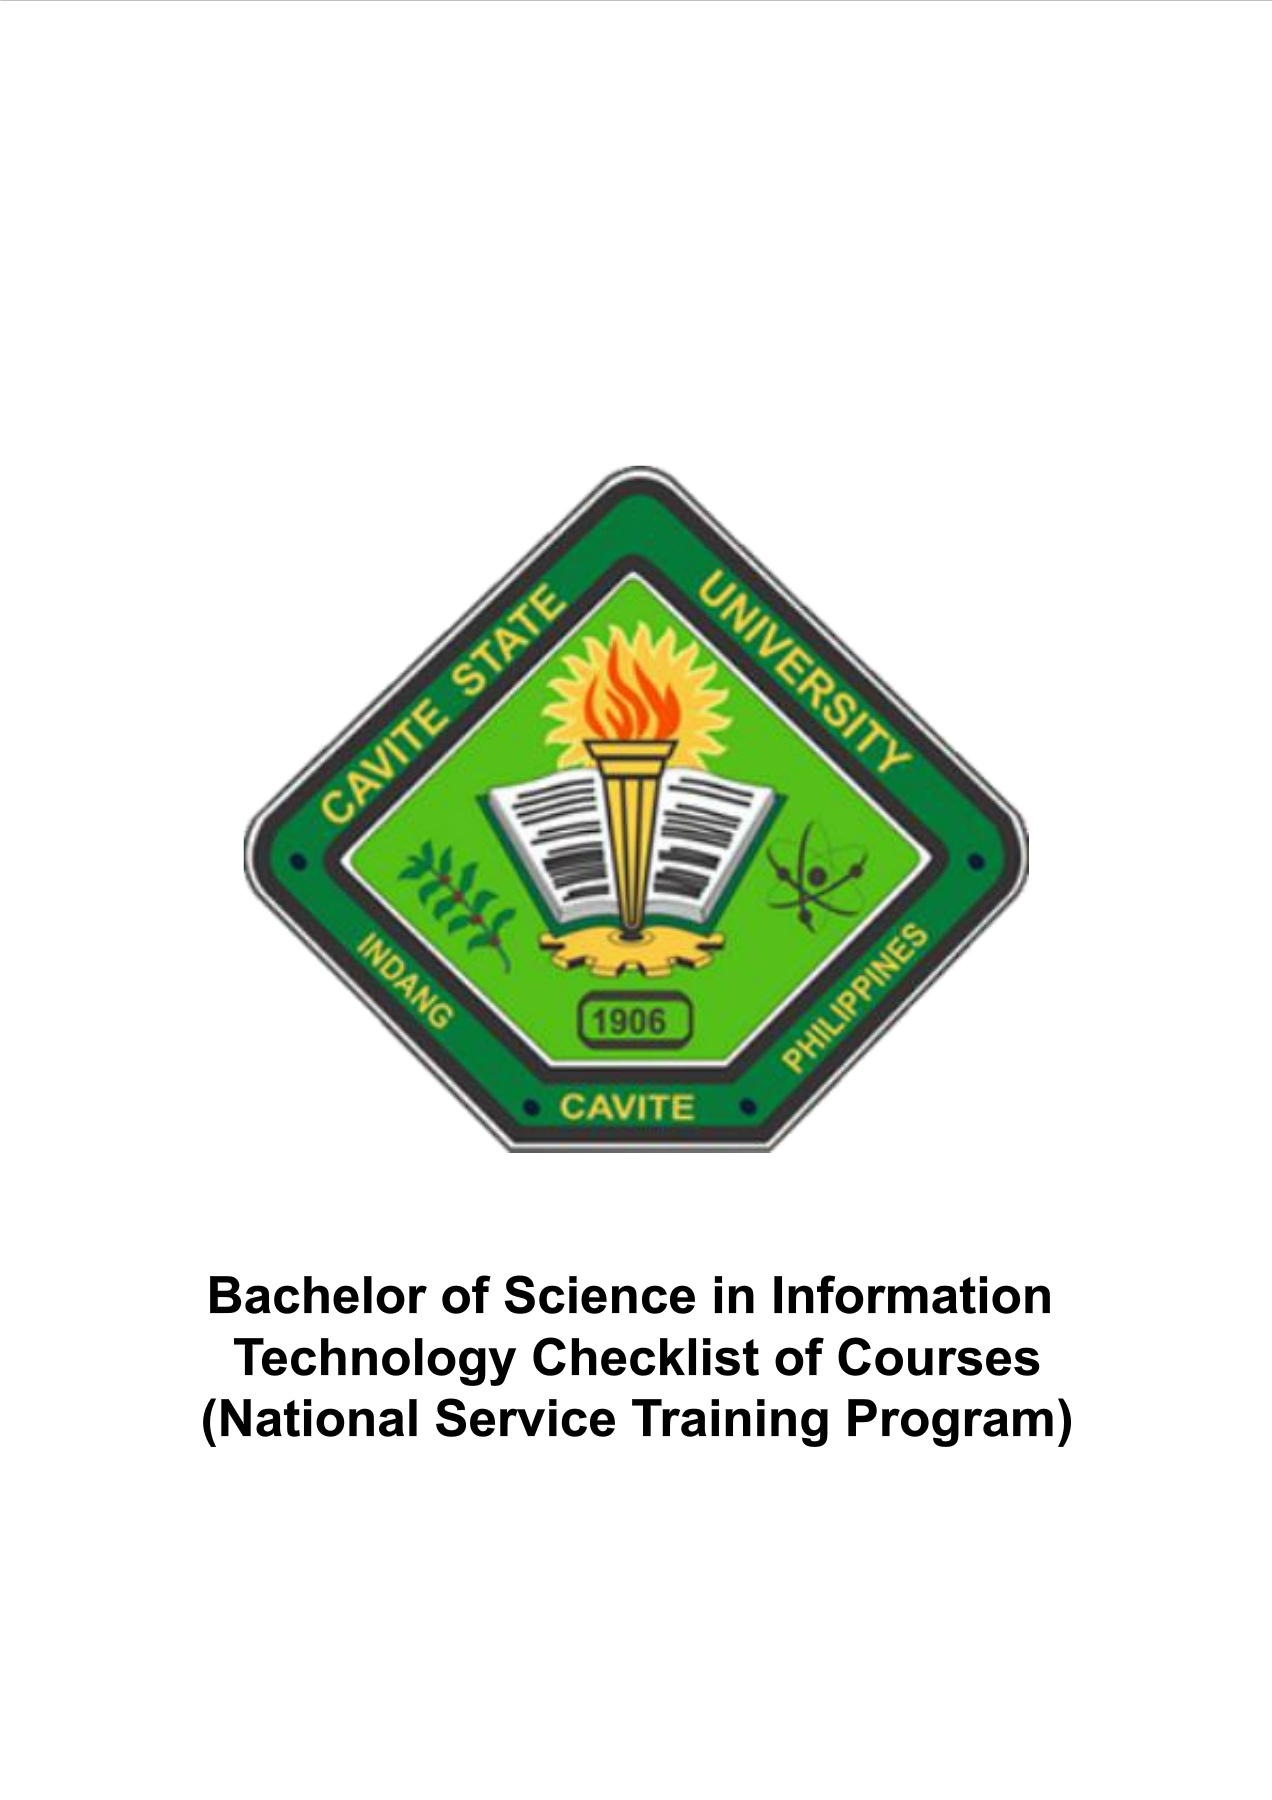 CAVITE STATE
UNIVERSITY
INDANG
1906
PHILIPPINES
CAVITE
Bachelor of Science in Information
Technology Checklist of Courses
(National Service Training Program)